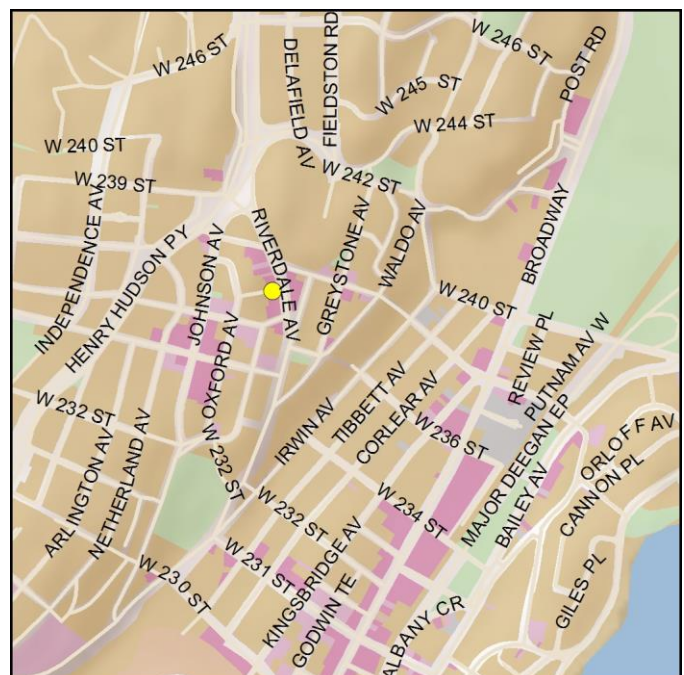 W 246 ST
DELAFIELD AV
FIELDSTON RD
W 246 ST
POST RD
W 245 ST
W 244 ST
W 240 ST
W 239 ST
W 242 ST
INDEPENDENCE AV
HENRY HUDSON PY
JOHNSON AV
RIVERDALE AV
GREYSTONE AV
WALDO AV
BROADWAY
W 240 ST
OXFORD AV
REVIEW PL
PUTNAM AV W
W 232 ST
ARLINGTON AV
NETHERLAND AV
W 232 ST
IRWIN AV
TIBBETT AV
CORLEAR AV
W 236 ST
MAJOR DEEGAN EP
BAILEY AV
ORLOFF AV
CANNON PL
W 234 ST
W 232 ST
W 230 ST
W 231 ST
KINGSBRIDGE AV
GODWIN TE
ALBANY CR
GILES PL